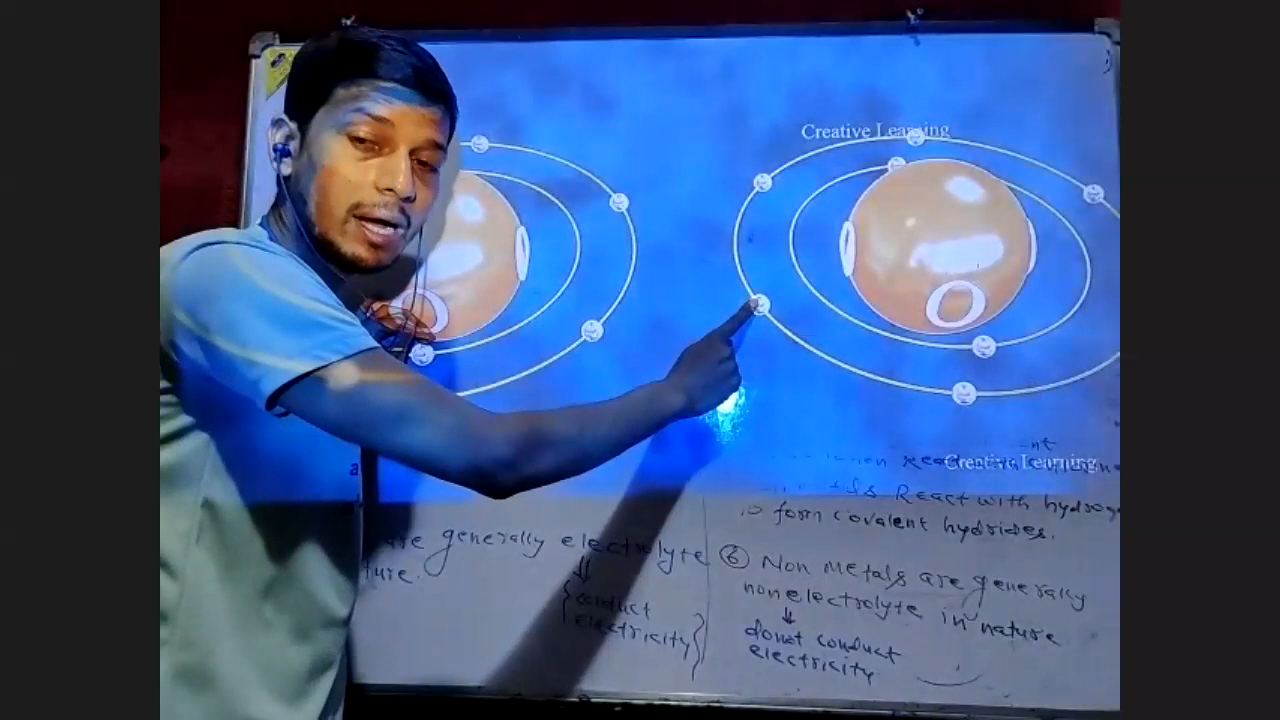 Creative Learning
O
O
Creative Learning
React with hydrog
form covalent hydrides.
are generally electrolyte
ture.
⇓
{conduct
electricity}
⑥ Non Metals are generally
nonelectrolyte in nature
⇓
donot conduct
electricity